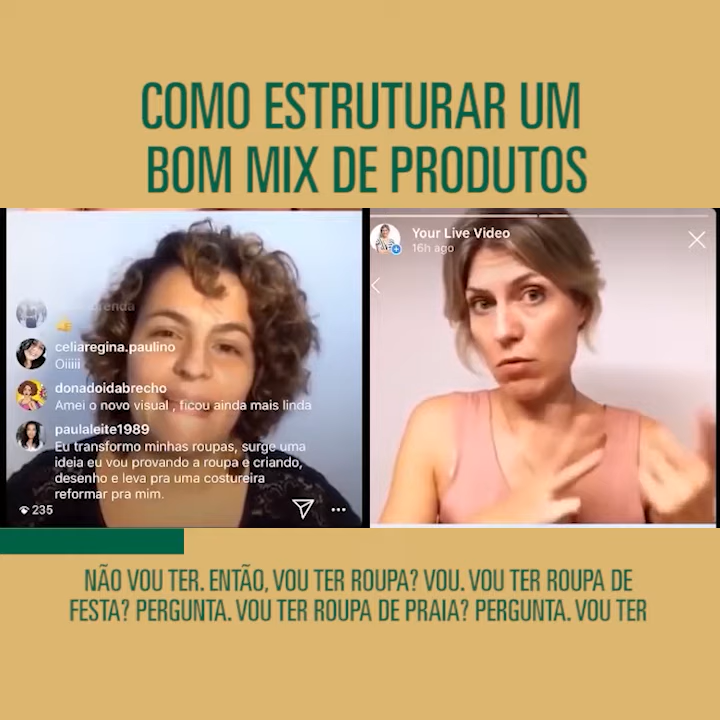 COMO ESTRUTURAR UM
BOM MIX DE PRODUTOS
Your Live Video
16h ago
celiaregina.paulino
Oiiiii
donadoidabrecho
Amei o novo visual , ficou ainda mais linda
paulaleite1989
Eu transformo minhas roupas, surge uma
ideia eu vou provando a roupa e criando,
desenho e leva pra uma costureira
reformar pra mim.
235
NÃO VOU TER. ENTÃO, VOU TER ROUPA? VOU. VOU TER ROUPA DE
FESTA? PERGUNTA. VOU TER ROUPA DE PRAIA? PERGUNTA. VOU TER